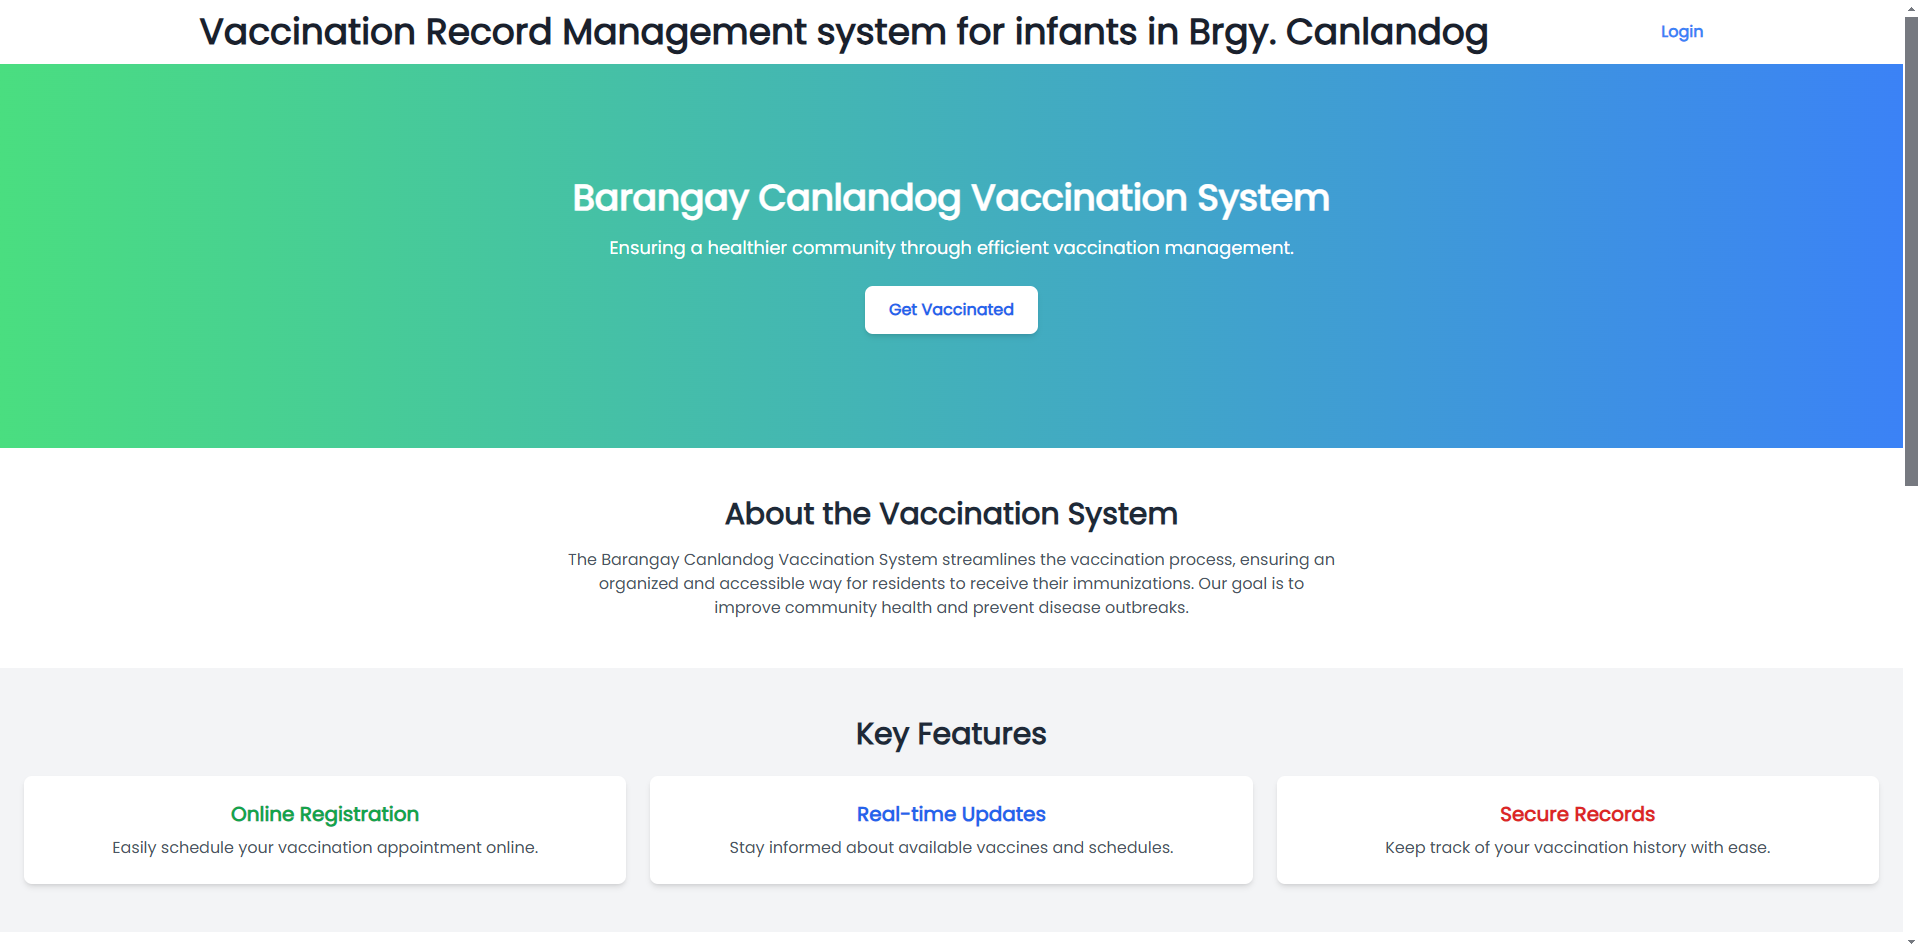 Vaccination Record Management system for infants in Brgy. Canlandog
Login
Barangay Canlandog Vaccination System
Ensuring a healthier community through efficient vaccination management.
Get Vaccinated
About the Vaccination System
The Barangay Canlandog Vaccination System streamlines the vaccination process, ensuring an
organized and accessible way for residents to receive their immunizations. Our goal is to
improve community health and prevent disease outbreaks.
Key Features
Online Registration
Easily schedule your vaccination appointment online.
Real-time Updates
Stay informed about available vaccines and schedules.
Secure Records
Keep track of your vaccination history with ease.